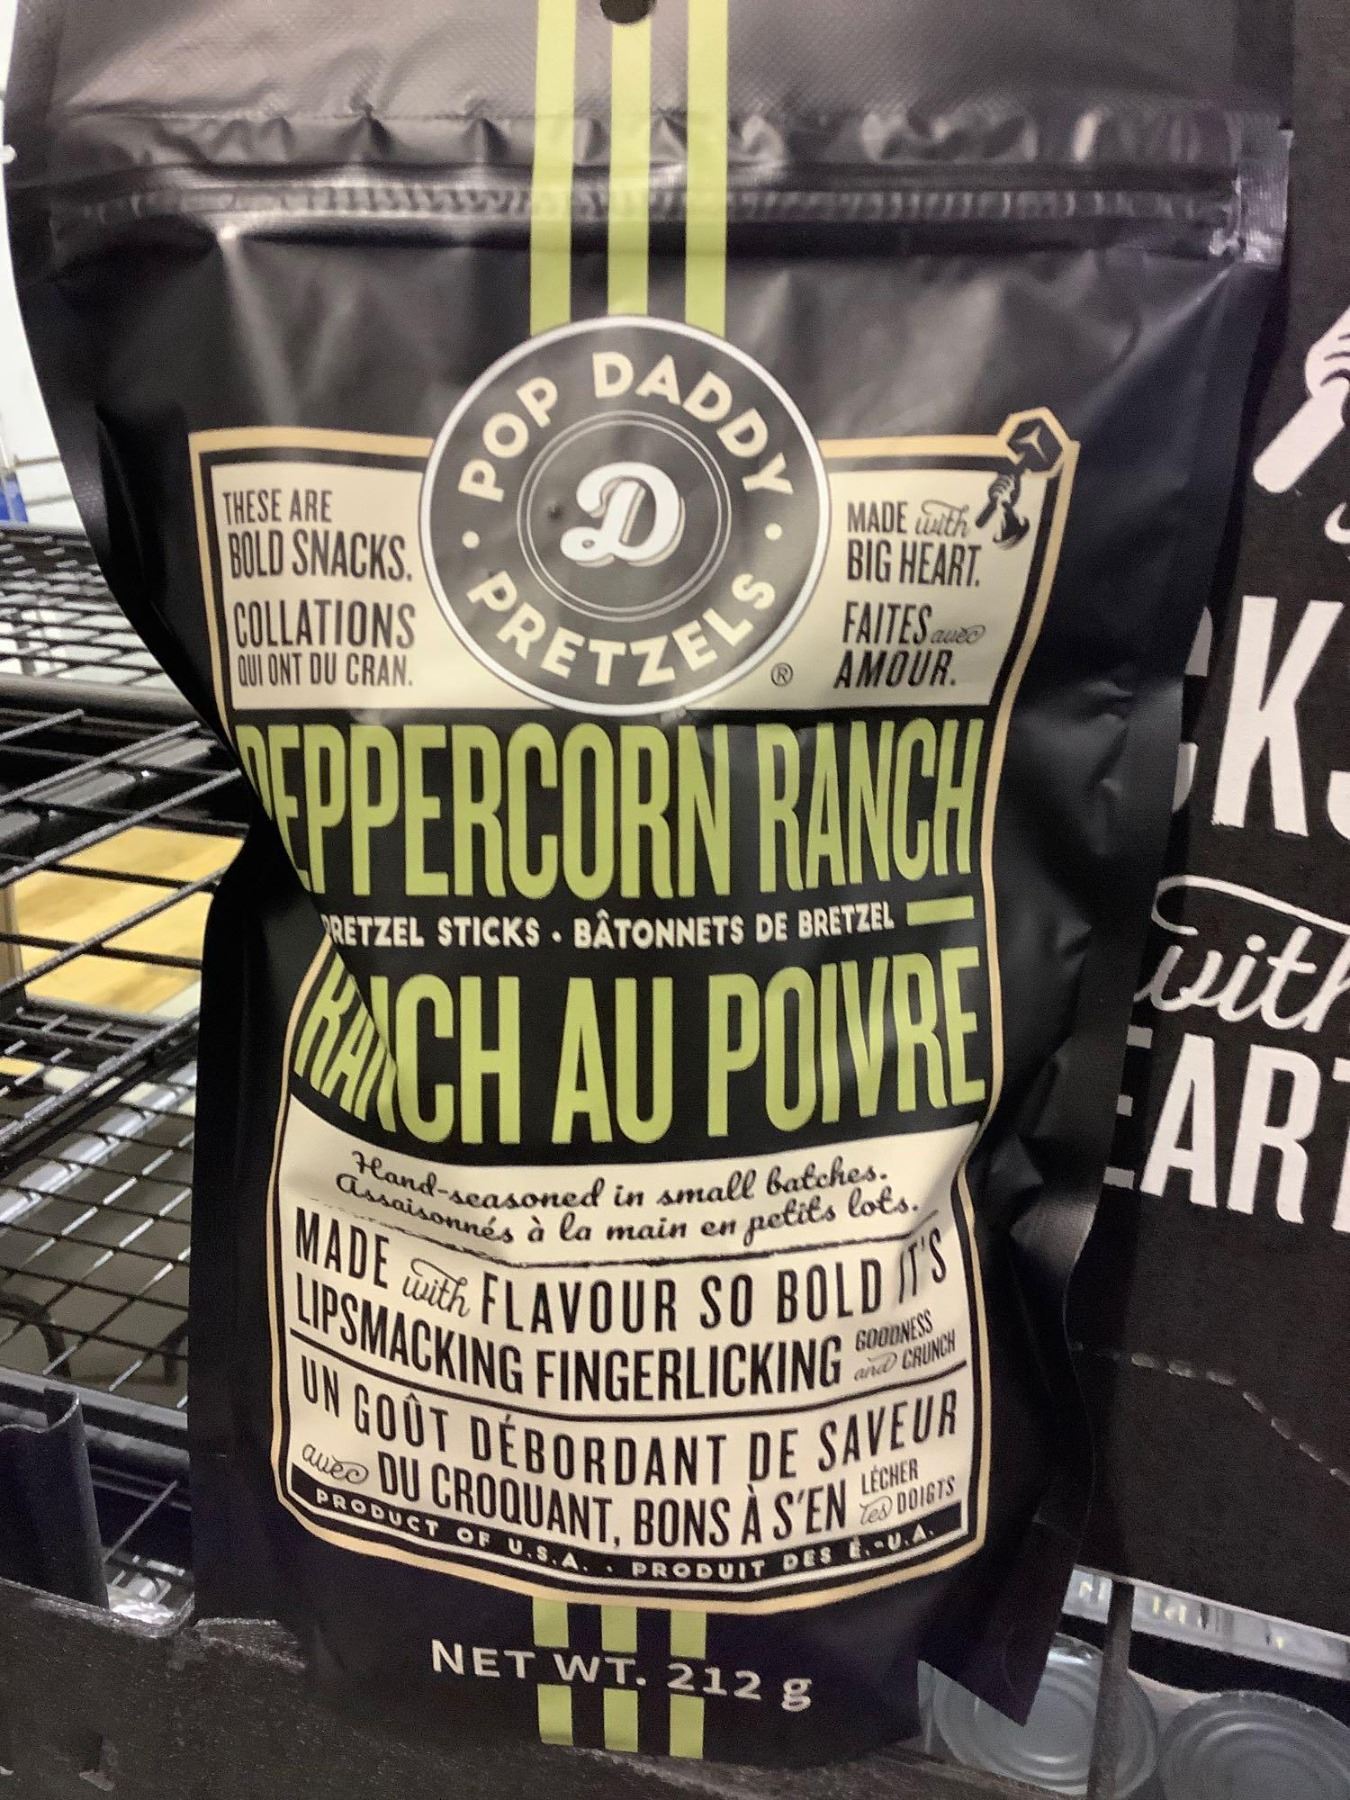 POP DADDY
D
PRETZELS
®
THESE ARE
BOLD SNACKS.
COLLATIONS
QUI ONT DU CRAN.
MADE with
BIG HEART.
FAITES avec
AMOUR.
PEPPERCORN RANCH
PRETZEL STICKS • BÂTONNETS DE BRETZEL
RANCH AU POIVRE
Hand-seasoned in small batches.
Assaisonnés à la main en petits lots.
MADE with FLAVOUR SO BOLD IT'S
LIPSMACKING FINGERLICKING GOODNESS and CRUNCH
UN GOÛT DÉBORDANT DE SAVEUR
avec DU CROQUANT, BONS À S'EN LÉCHER les DOIGTS
PRODUCT OF U.S.A. • PRODUIT DES É.-U.A.
NET WT. 212 g
with